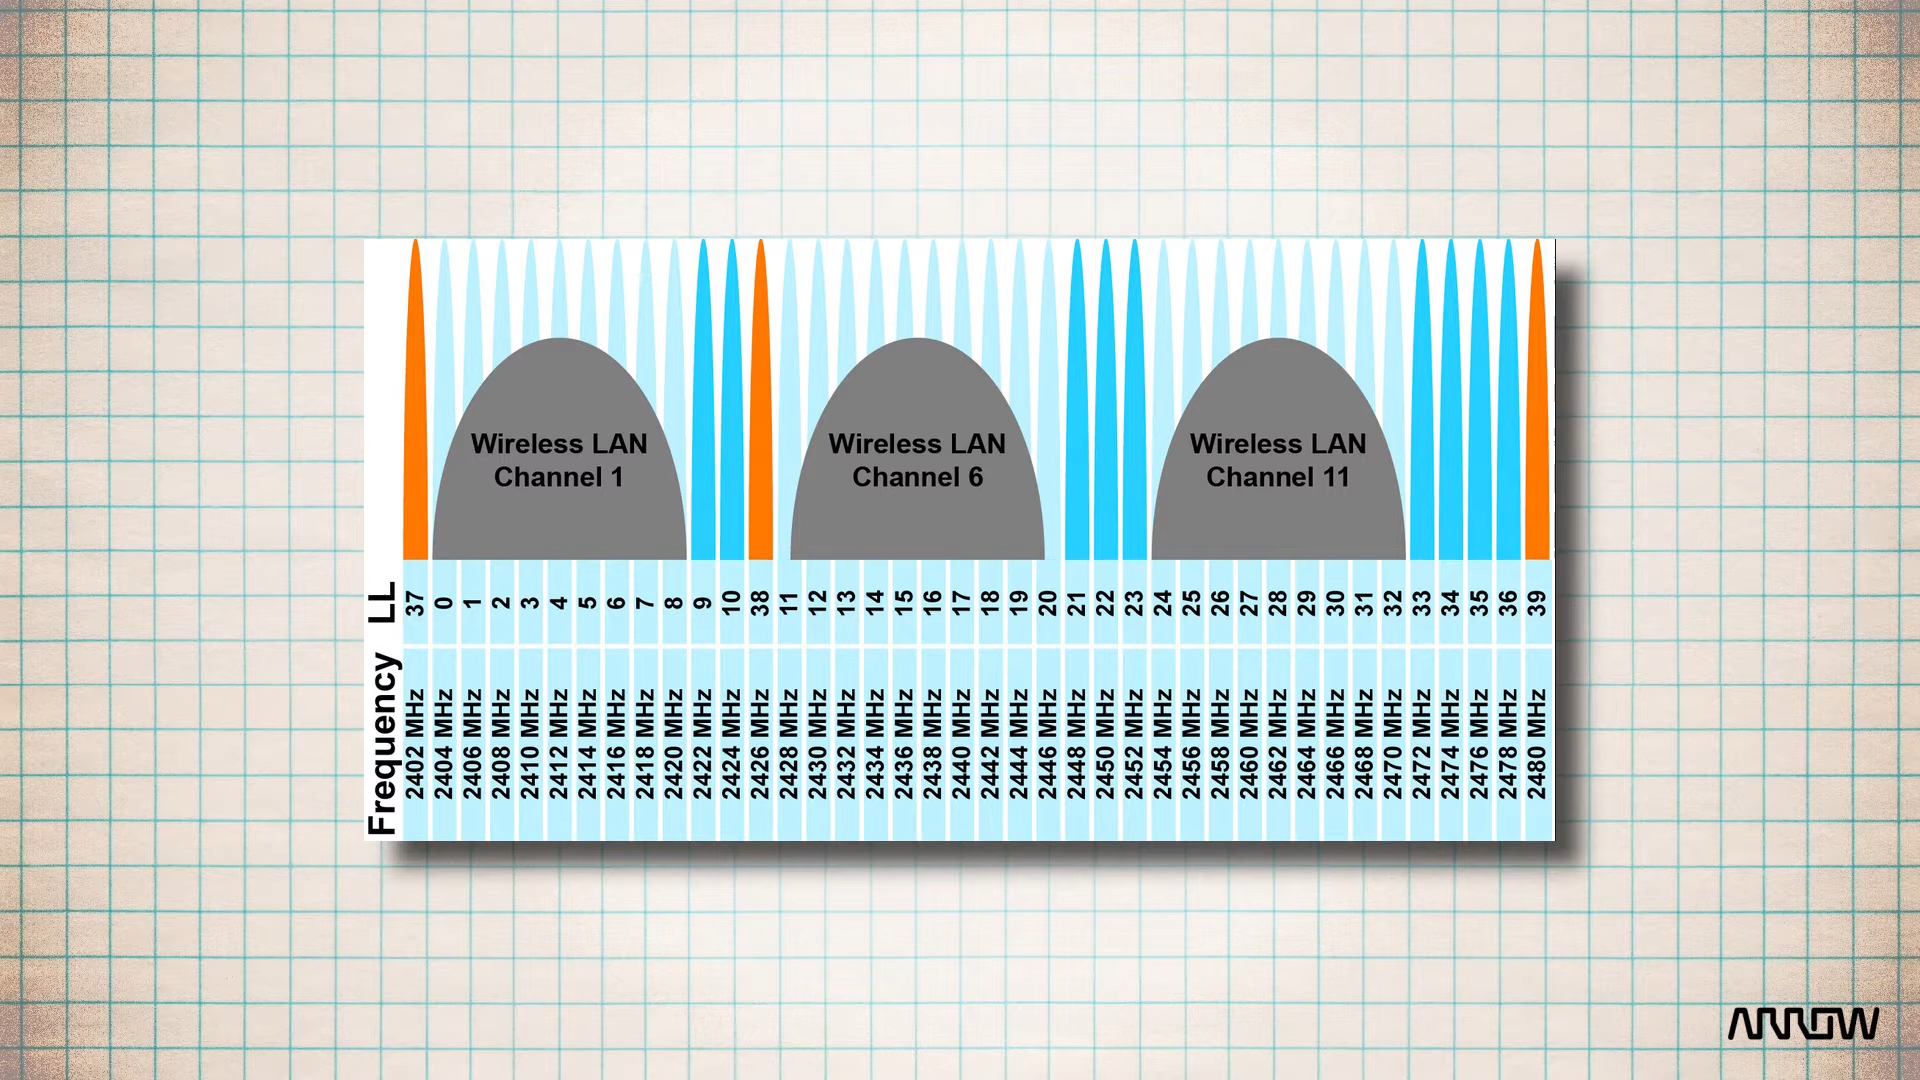 Wireless LAN
Channel 1
Wireless LAN
Channel 6
Wireless LAN
Channel 11
LL 37 0 1 2 3 4 5 6 7 8 9 10 38 11 12 13 14 15 16 17 18 19 20 21 22 23 24 25 26 27 28 29 30 31 32 33 34 35 36 39
Frequency 2402 MHz 2404 MHz 2406 MHz 2408 MHz 2410 MHz 2412 MHz 2414 MHz 2416 MHz 2418 MHz 2420 MHz 2422 MHz 2424 MHz 2426 MHz 2428 MHz 2430 MHz 2432 MHz 2434 MHz 2436 MHz 2438 MHz 2440 MHz 2442 MHz 2444 MHz 2446 MHz 2448 MHz 2450 MHz 2452 MHz 2454 MHz 2456 MHz 2458 MHz 2460 MHz 2462 MHz 2464 MHz 2466 MHz 2468 MHz 2470 MHz 2472 MHz 2474 MHz 2476 MHz 2478 MHz 2480 MHz
ARROW